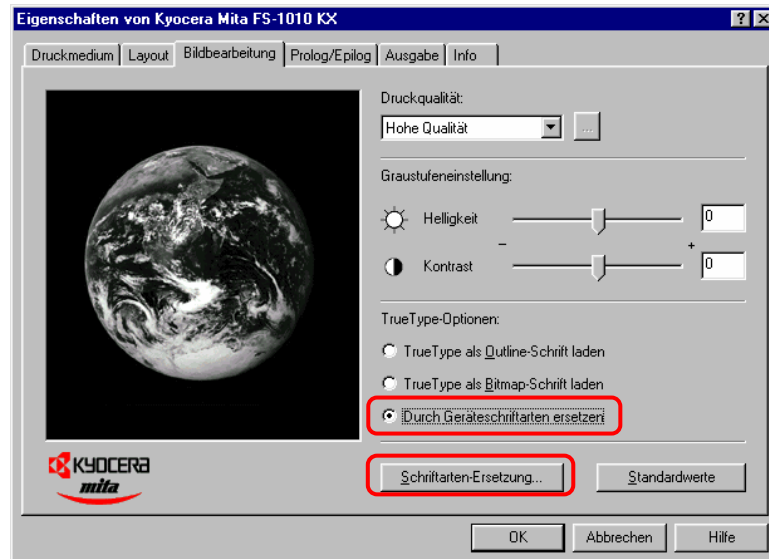 Eigenschaften von Kyocera Mita FS-1010 KX
Druckmedium Layout Bildbearbeitung Prolog/Epilog Ausgabe Info
Druckqualität:
Hohe Qualität ...
Graustufeneinstellung:
Helligkeit 0
- +
Kontrast 0
TrueType-Optionen:
TrueType als Outline-Schrift laden
TrueType als Bitmap-Schrift laden
Durch Geräteschriftarten ersetzen
KYOCERA
mita
Schriftarten-Ersetzung... Standardwerte
OK Abbrechen Hilfe